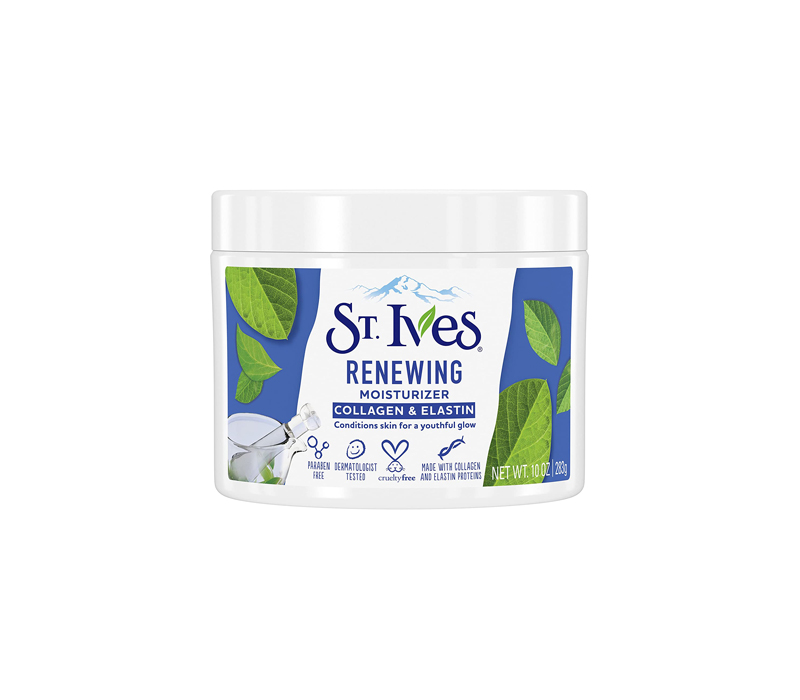 St. Ives®
RENEWING
MOISTURIZER
COLLAGEN & ELASTIN
Conditions skin for a youthful glow
PARABEN
FREE
DERMATOLOGIST
TESTED
crueltyfree
MADE WITH COLLAGEN
AND ELASTIN PROTEINS
NET WT. 10 OZ | 283g